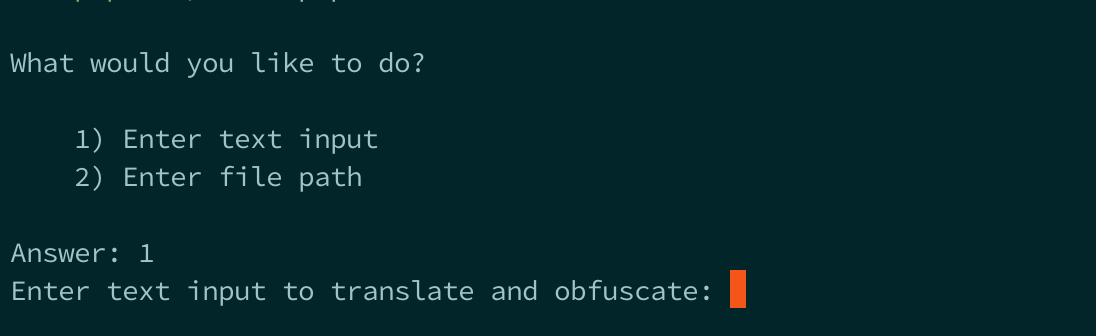 What would you like to do?
1) Enter text input
2) Enter file path
Answer: 1
Enter text input to translate and obfuscate: